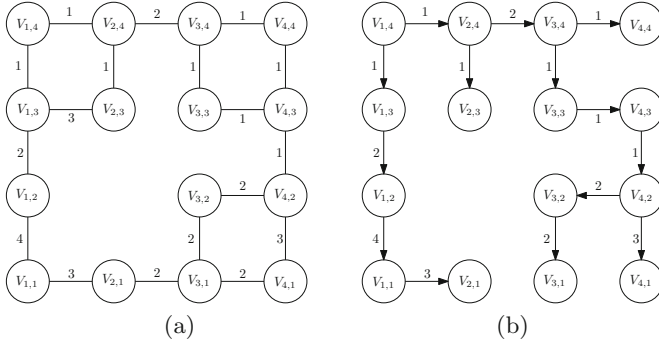 V1,4 1 V2,4 2 V3,4 1 V4,4
1 1 1 1
V1,3 3 V2,3 V3,3 1 V4,3
2 1
V1,2 V3,2 2 V4,2
4 2 3
V1,1 3 V2,1 2 V3,1 2 V4,1
(a)
V1,4 1 V2,4 2 V3,4 1 V4,4
1 1 1
V1,3 V2,3 V3,3 1 V4,3
2 1
V1,2 V3,2 2 V4,2
4 2 3
V1,1 3 V2,1 V3,1 V4,1
(b)